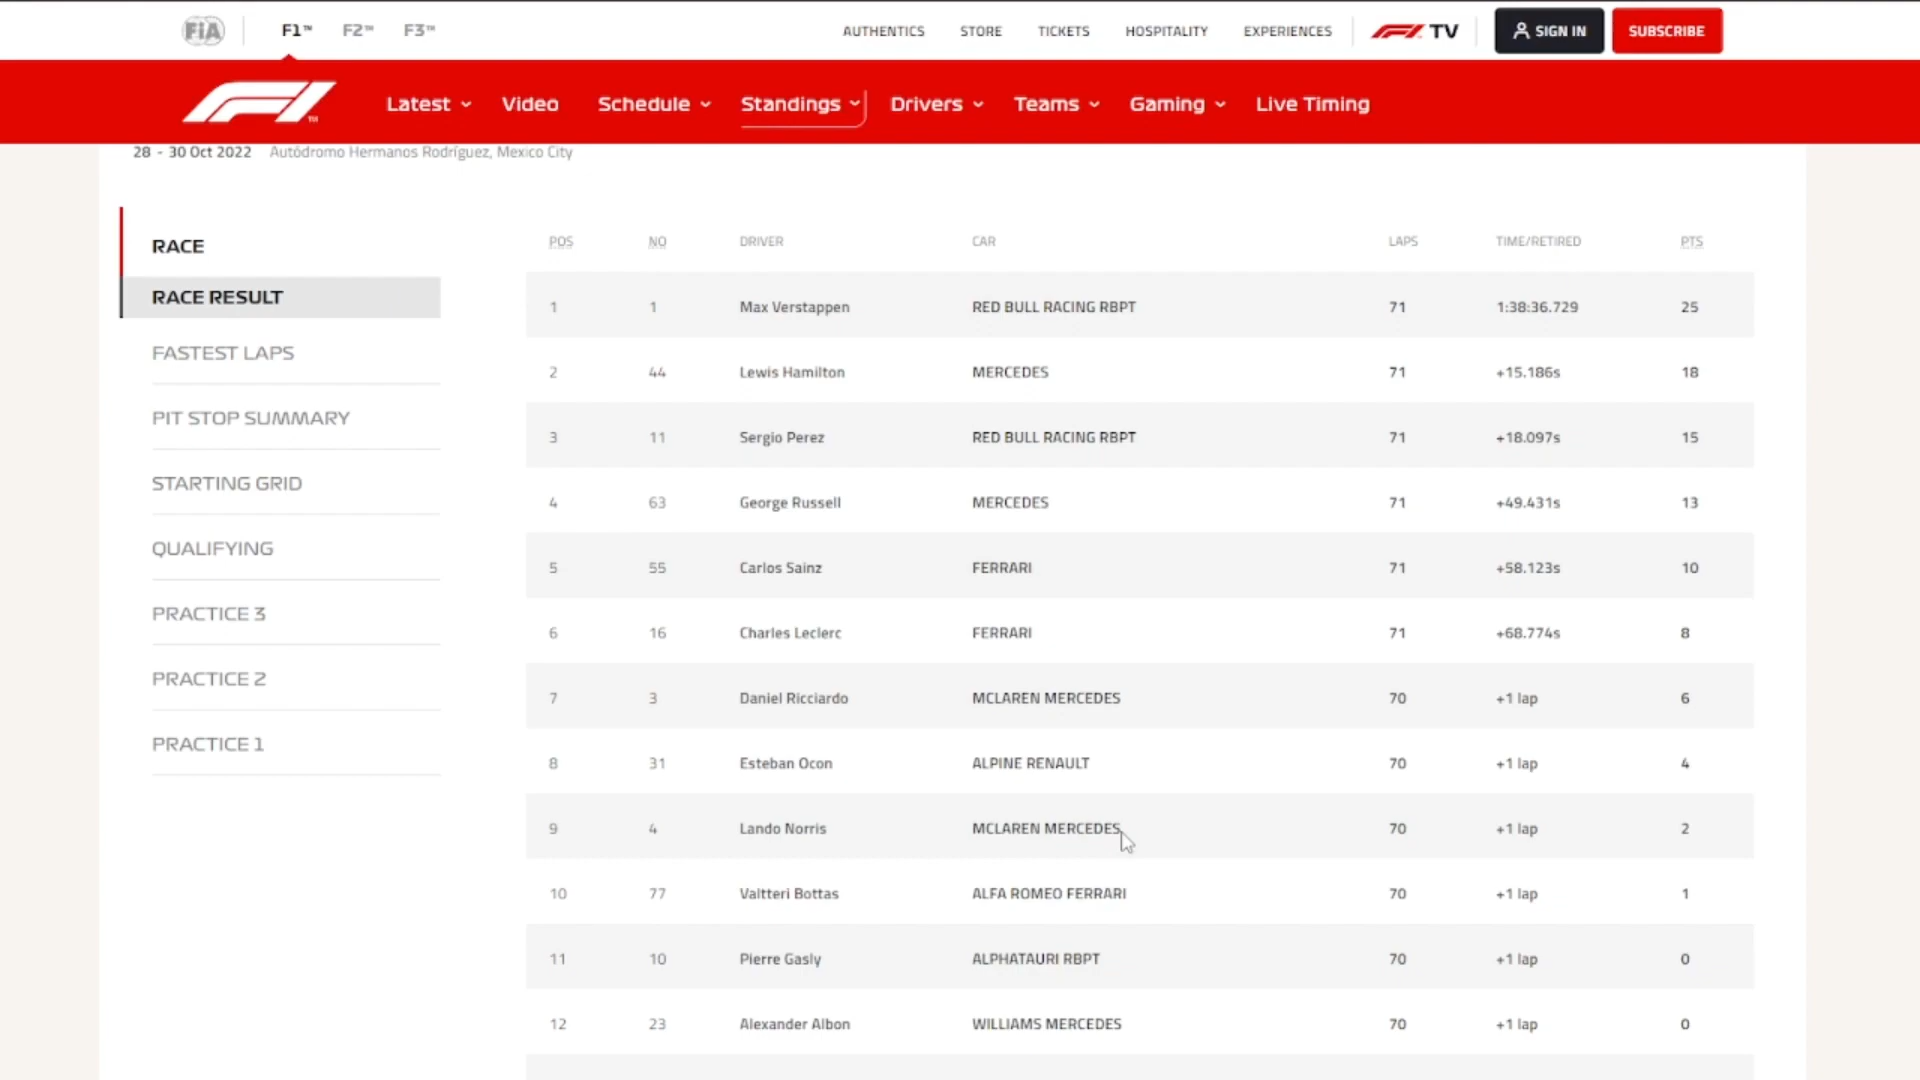 FiA F1™ F2™ F3™ AUTHENTICS STORE TICKETS HOSPITALITY EXPERIENCES F1 TV SIGN IN SUBSCRIBE
F1 ™ Latest Video Schedule Standings Drivers Teams Gaming Live Timing
28 - 30 Oct 2022 Autódromo Hermanos Rodríguez, Mexico City
RACE
RACE RESULT
FASTEST LAPS
PIT STOP SUMMARY
STARTING GRID
QUALIFYING
PRACTICE 3
PRACTICE 2
PRACTICE 1
POS NO DRIVER CAR LAPS TIME/RETIRED PTS
1 1 Max Verstappen RED BULL RACING RBPT 71 1:38:36.729 25
2 44 Lewis Hamilton MERCEDES 71 +15.186s 18
3 11 Sergio Perez RED BULL RACING RBPT 71 +18.097s 15
4 63 George Russell MERCEDES 71 +49.431s 13
5 55 Carlos Sainz FERRARI 71 +58.123s 10
6 16 Charles Leclerc FERRARI 71 +68.774s 8
7 3 Daniel Ricciardo MCLAREN MERCEDES 70 +1 lap 6
8 31 Esteban Ocon ALPINE RENAULT 70 +1 lap 4
9 4 Lando Norris MCLAREN MERCEDES 70 +1 lap 2
10 77 Valtteri Bottas ALFA ROMEO FERRARI 70 +1 lap 1
11 10 Pierre Gasly ALPHATAURI RBPT 70 +1 lap 0
12 23 Alexander Albon WILLIAMS MERCEDES 70 +1 lap 0